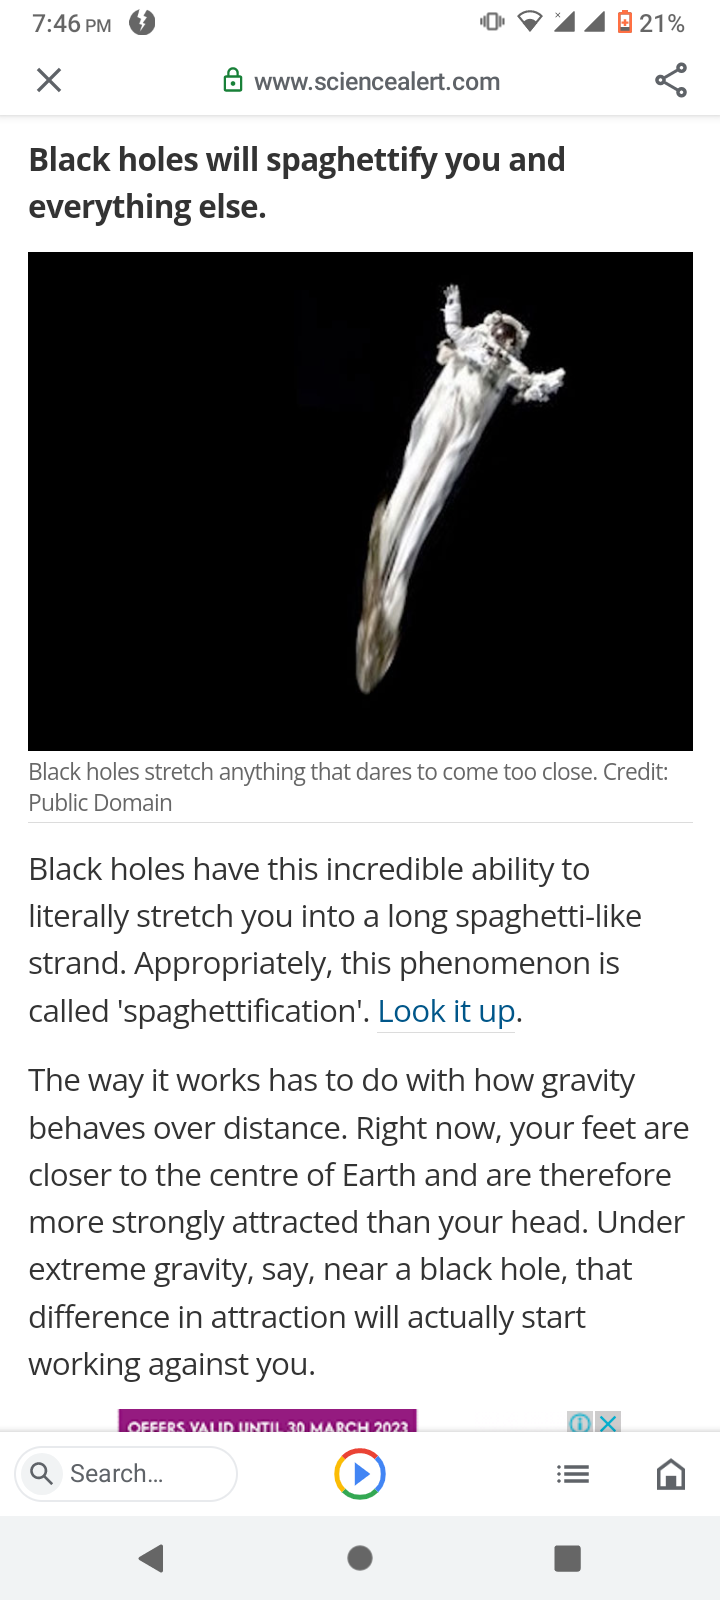 7:46 PM
21%
www.sciencealert.com
Black holes will spaghettify you and
everything else.
Black holes stretch anything that dares to come too close. Credit:
Public Domain
Black holes have this incredible ability to
literally stretch you into a long spaghetti-like
strand. Appropriately, this phenomenon is
called 'spaghettification'. Look it up.
The way it works has to do with how gravity
behaves over distance. Right now, your feet are
closer to the centre of Earth and are therefore
more strongly attracted than your head. Under
extreme gravity, say, near a black hole, that
difference in attraction will actually start
working against you.
OFFERS VALID UNTIL 30 MARCH 2023
Search...